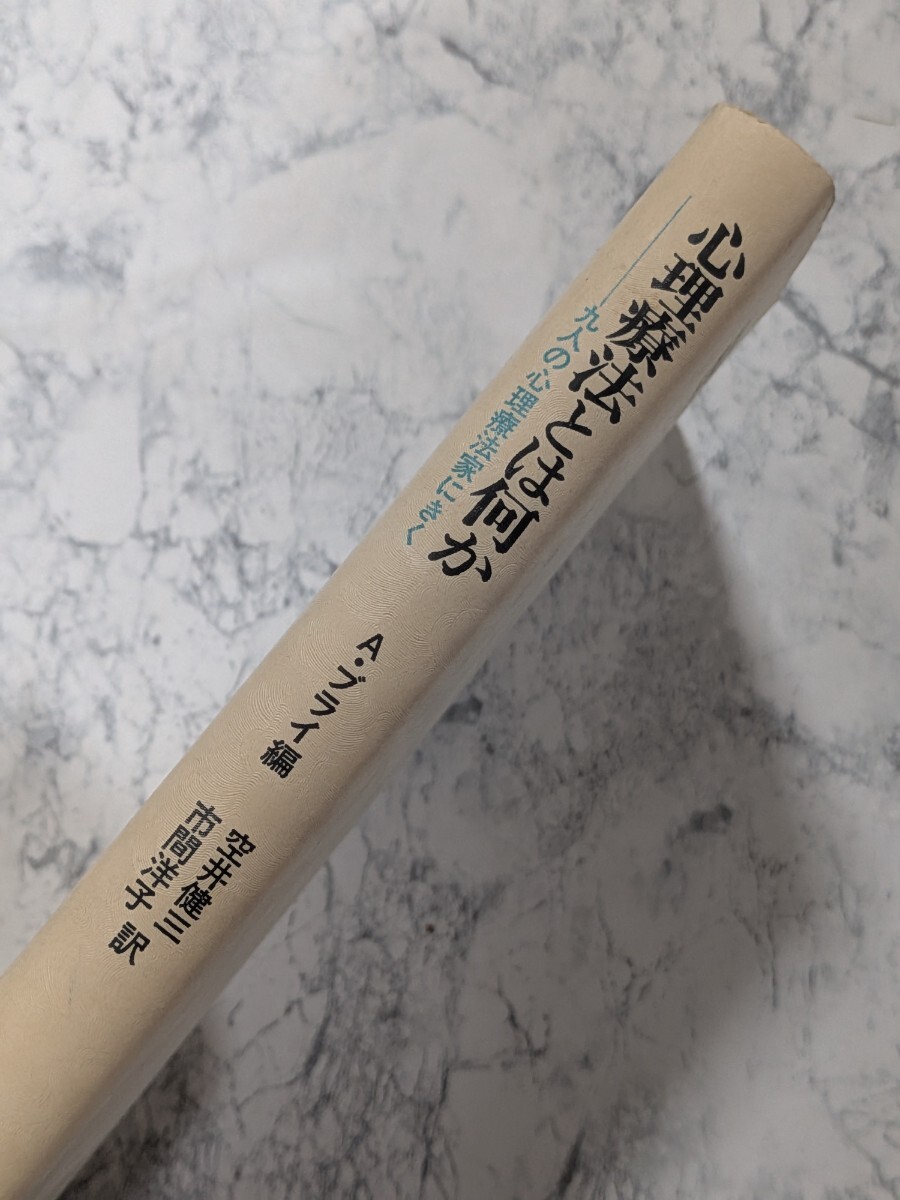 心理療法とは何か
――九人の心理療法家にきく
A・ブライ編
空井健三
市間洋子 訳